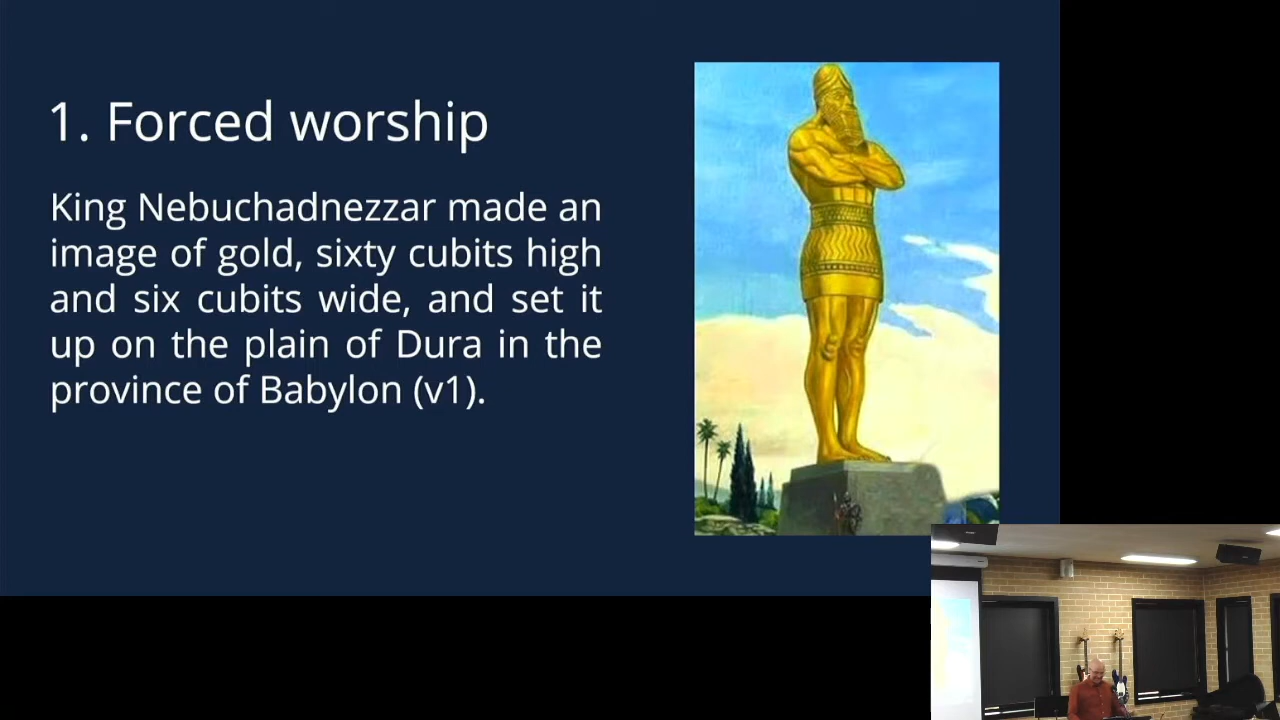 1. Forced worship
King Nebuchadnezzar made an
image of gold, sixty cubits high
and six cubits wide, and set it
up on the plain of Dura in the
province of Babylon (v1).